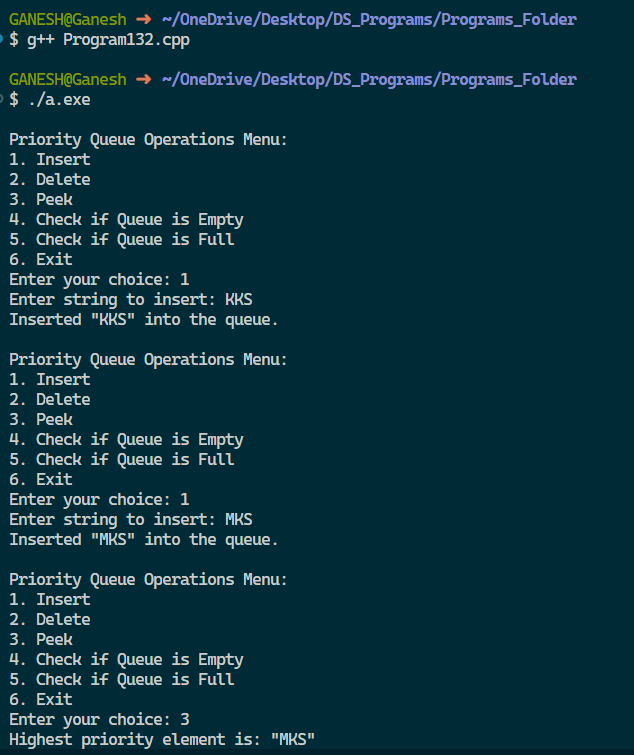 GANESH@Ganesh ➜ ~/OneDrive/Desktop/DS_Programs/Programs_Folder
$ g++ Program132.cpp
GANESH@Ganesh ➜ ~/OneDrive/Desktop/DS_Programs/Programs_Folder
$ ./a.exe
Priority Queue Operations Menu:
1. Insert
2. Delete
3. Peek
4. Check if Queue is Empty
5. Check if Queue is Full
6. Exit
Enter your choice: 1
Enter string to insert: KKS
Inserted "KKS" into the queue.
Priority Queue Operations Menu:
1. Insert
2. Delete
3. Peek
4. Check if Queue is Empty
5. Check if Queue is Full
6. Exit
Enter your choice: 1
Enter string to insert: MKS
Inserted "MKS" into the queue.
Priority Queue Operations Menu:
1. Insert
2. Delete
3. Peek
4. Check if Queue is Empty
5. Check if Queue is Full
6. Exit
Enter your choice: 3
Highest priority element is: "MKS"